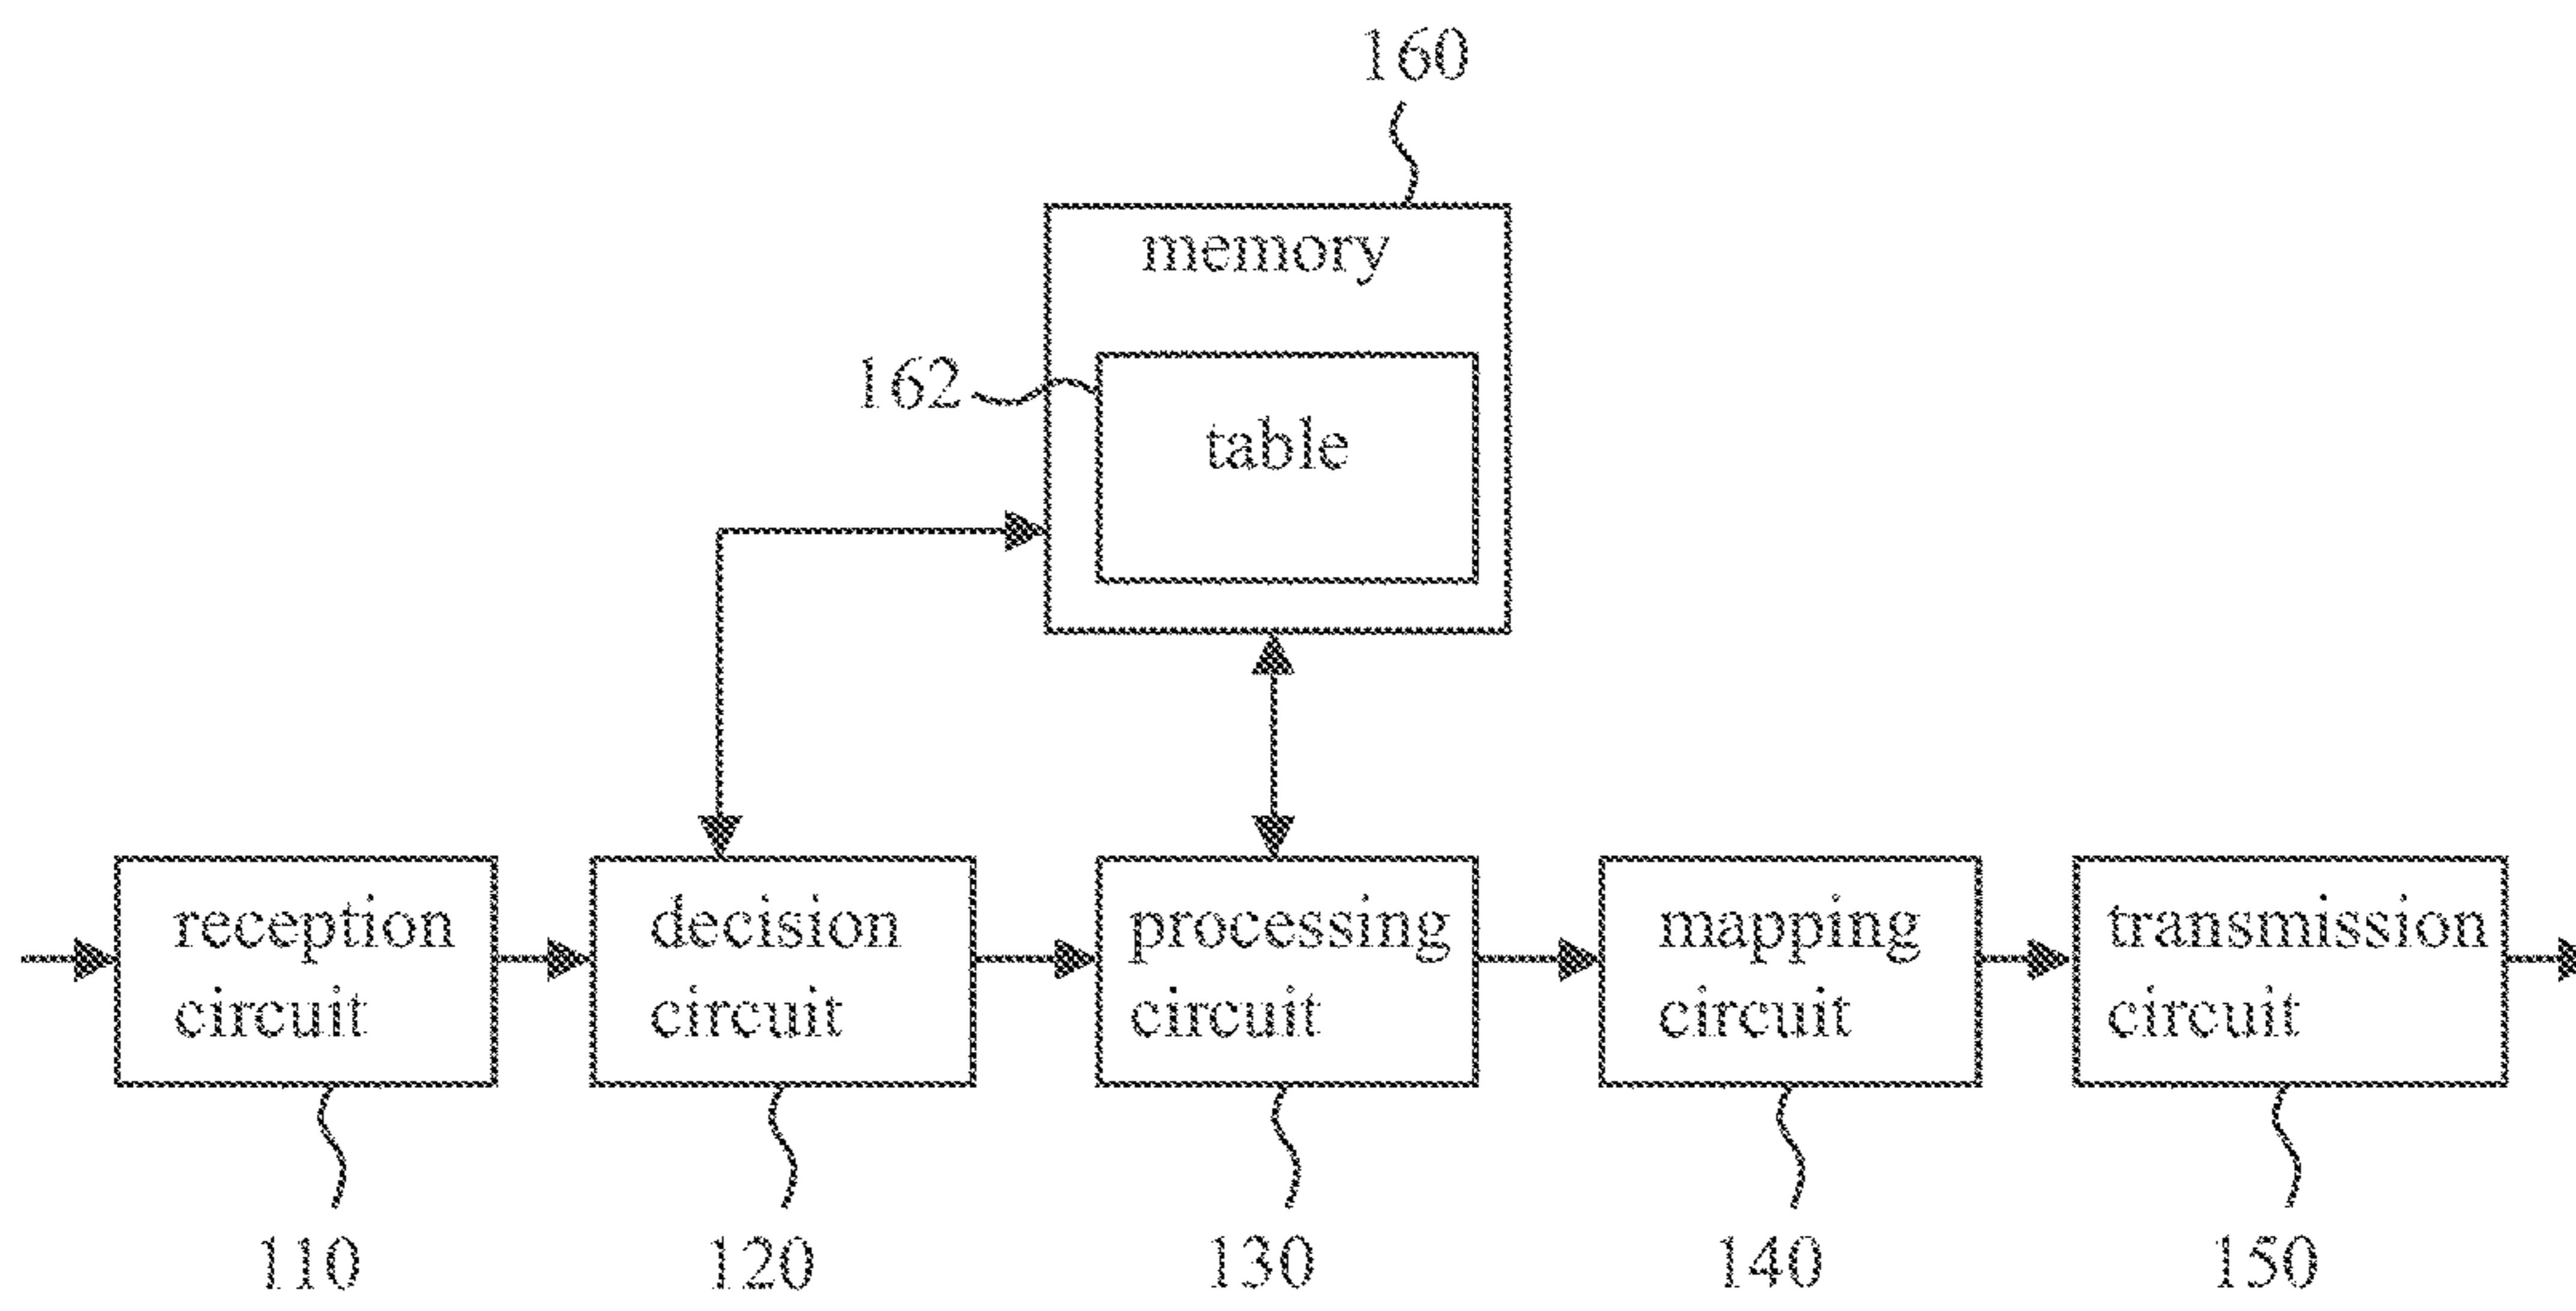 160
memory
162
table
reception
circuit
decision
circuit
processing
circuit
mapping
circuit
transmission
circuit
110
120
130
140
150